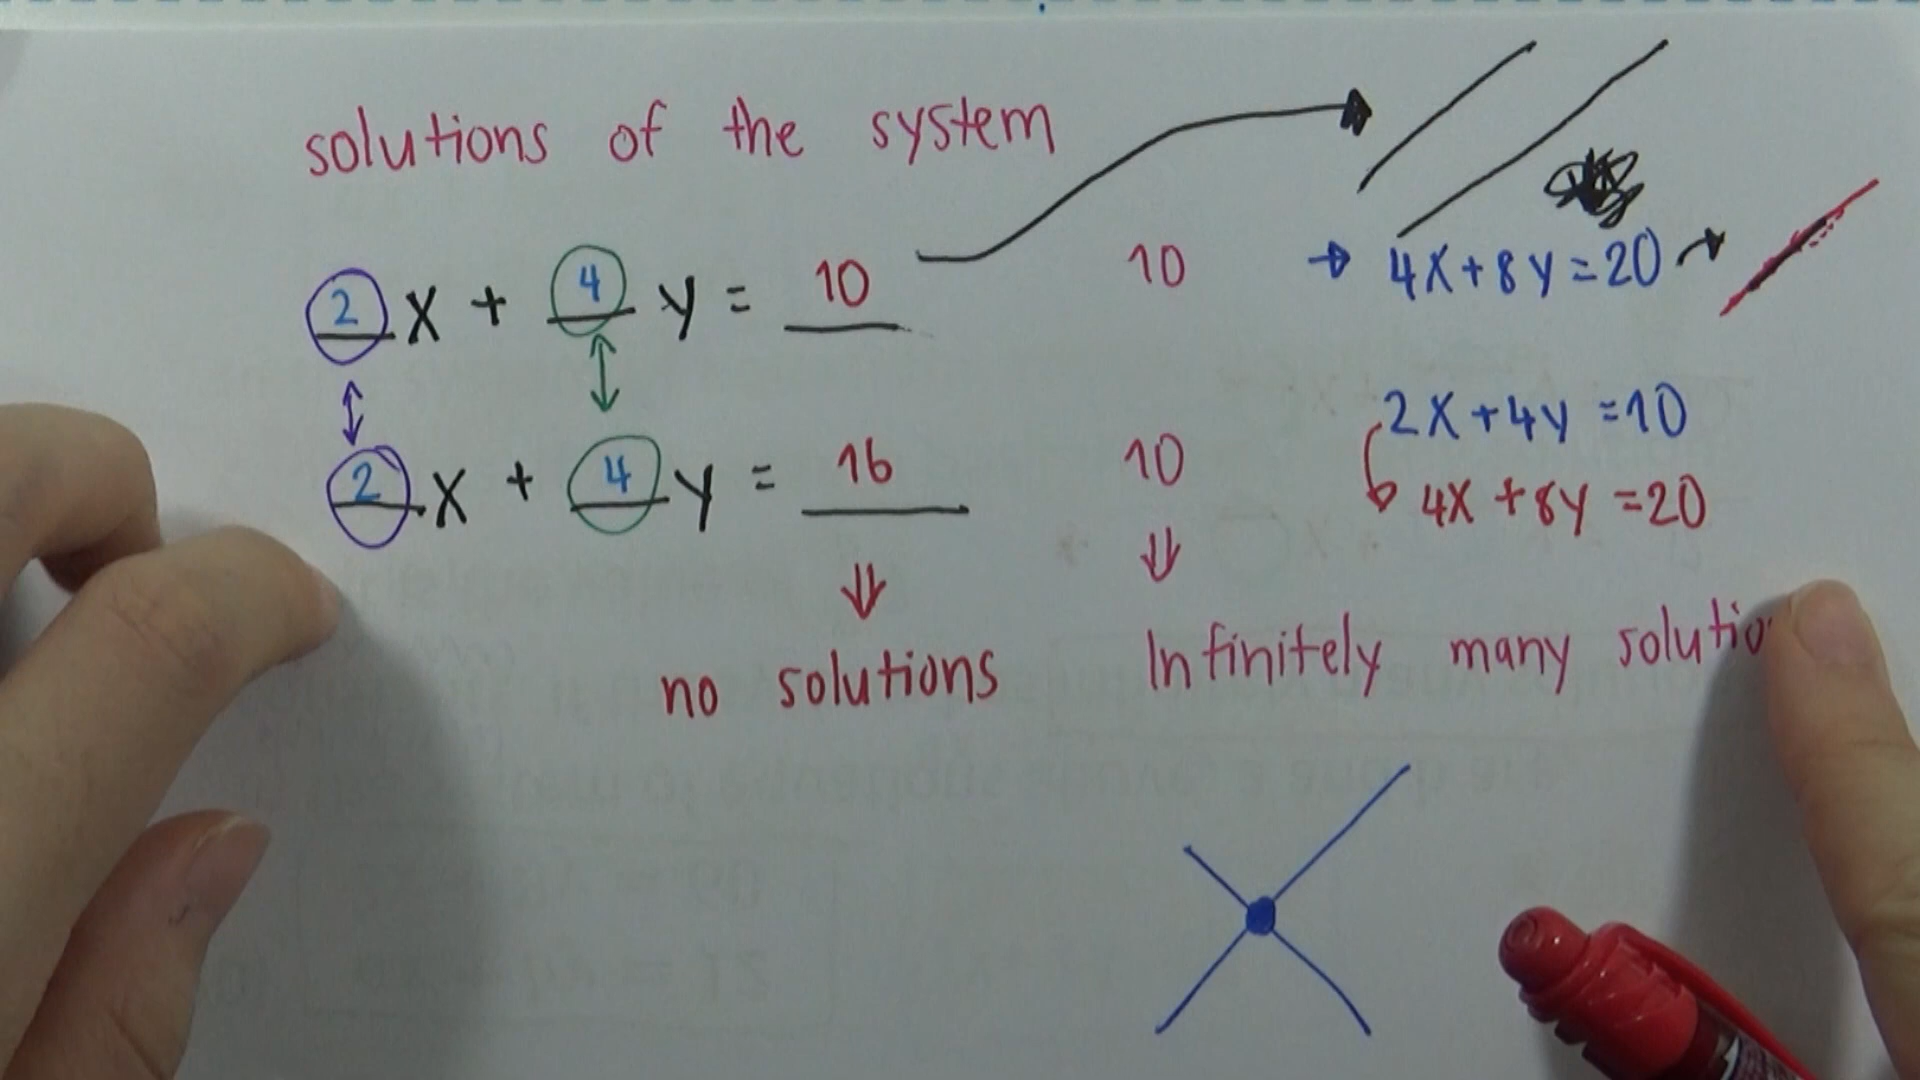 solutions of the system
2x + 4y = 10
10
→ 4x+8y=20
2x+4y=10
2x + 4y = 16
10
4x+8y=20
no solutions
Infinitely many